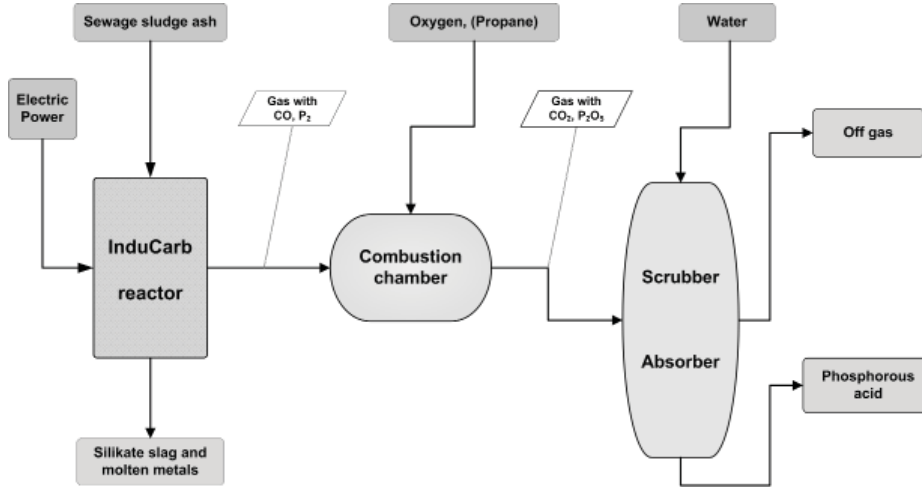 Sewage sludge ash
Oxygen, (Propane)
Water
Electric
Power
Gas with
CO, P₂
Gas with
CO₂, P₂O₅
Off gas
InduCarb
reactor
Combustion
chamber
Scrubber
Absorber
Phosphorous
acid
Silikate slag and
molten metals